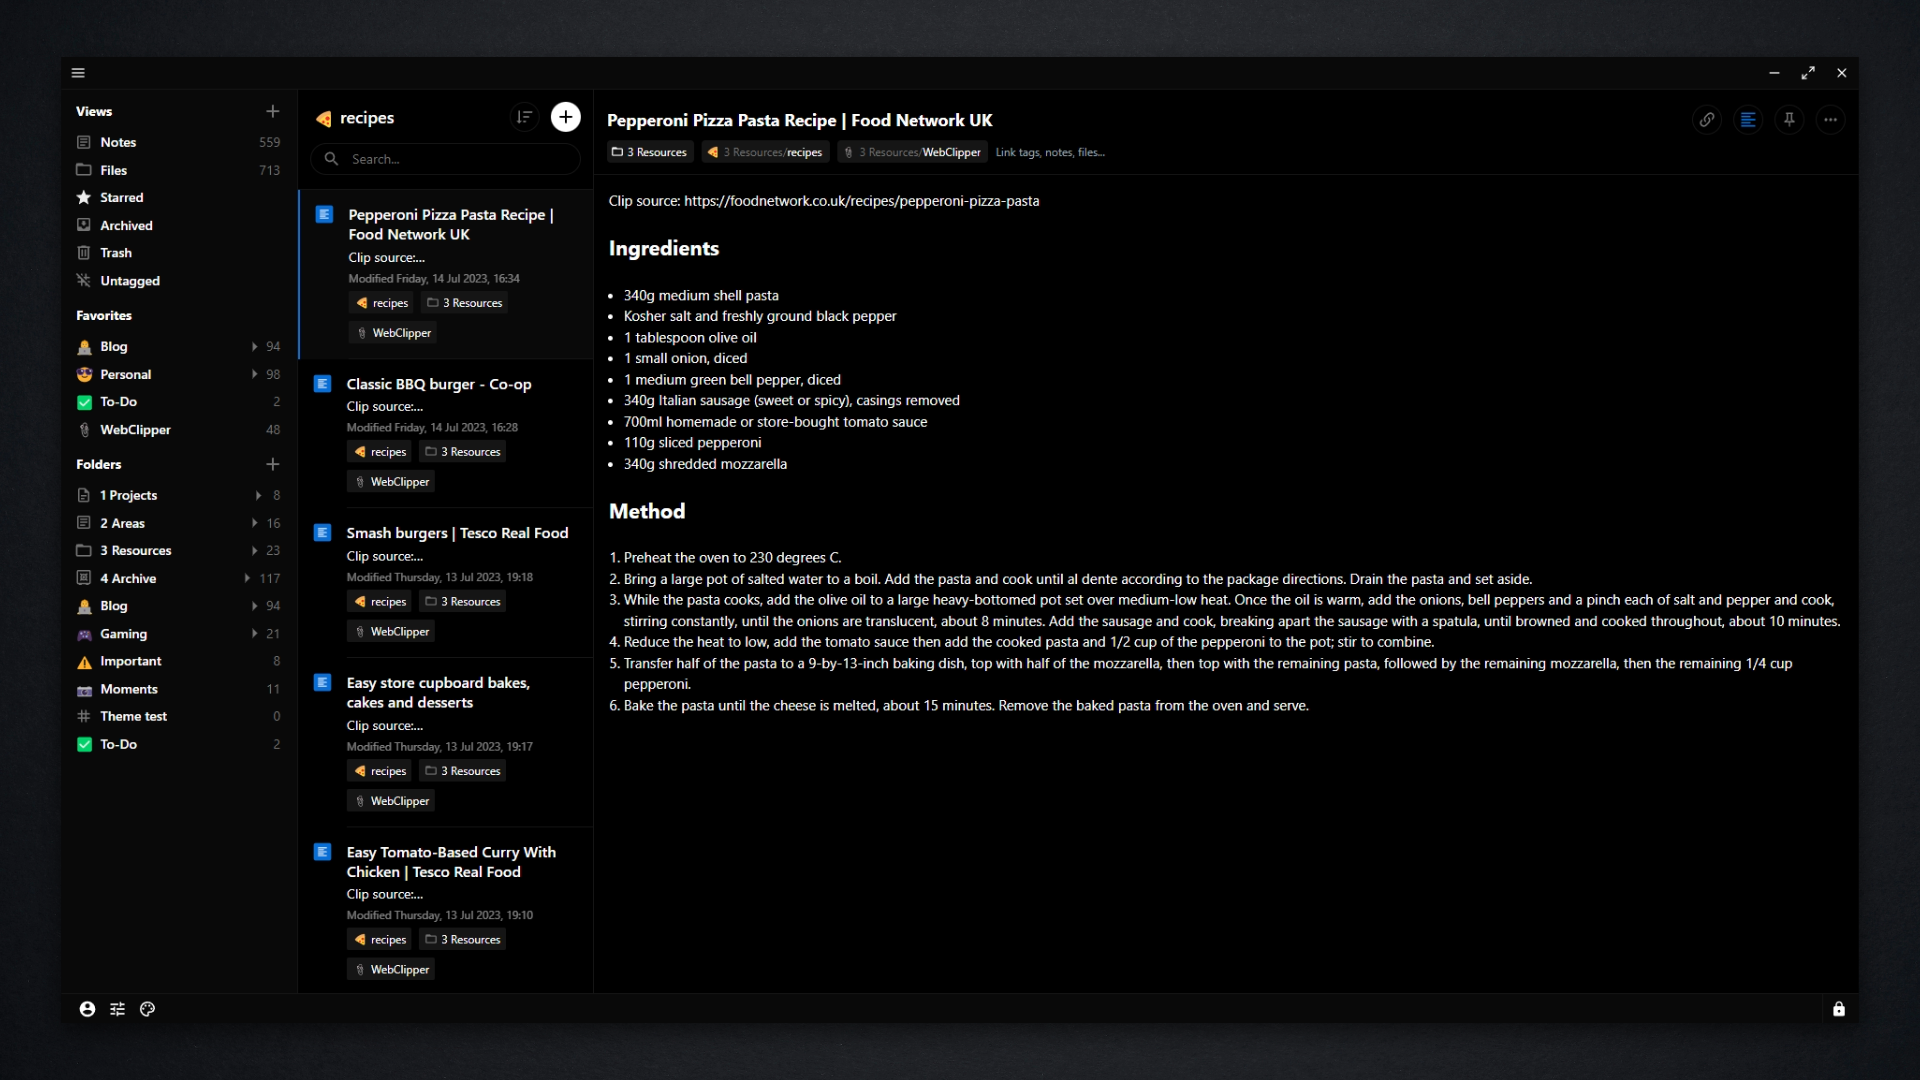 Views
Notes 559
Files 713
Starred
Archived
Trash
Untagged
Favorites
Blog 94
Personal 98
To-Do 2
WebClipper 48
Folders
1 Projects 8
2 Areas 16
3 Resources 23
4 Archive 117
Blog 94
Gaming 21
Important 8
Moments 11
Theme test 0
To-Do 2
recipes
Search...
Pepperoni Pizza Pasta Recipe |
Food Network UK
Clip source:...
Modified Friday, 14 Jul 2023, 16:34
recipes 3 Resources
WebClipper
Classic BBQ burger - Co-op
Clip source:...
Modified Friday, 14 Jul 2023, 16:28
recipes 3 Resources
WebClipper
Smash burgers | Tesco Real Food
Clip source:...
Modified Thursday, 13 Jul 2023, 19:18
recipes 3 Resources
WebClipper
Easy store cupboard bakes,
cakes and desserts
Clip source:...
Modified Thursday, 13 Jul 2023, 19:17
recipes 3 Resources
WebClipper
Easy Tomato-Based Curry With
Chicken | Tesco Real Food
Clip source:...
Modified Thursday, 13 Jul 2023, 19:10
recipes 3 Resources
WebClipper
Pepperoni Pizza Pasta Recipe | Food Network UK
3 Resources 3 Resources/recipes 3 Resources/WebClipper Link tags, notes, files...
Clip source: https://foodnetwork.co.uk/recipes/pepperoni-pizza-pasta
Ingredients
• 340g medium shell pasta
• Kosher salt and freshly ground black pepper
• 1 tablespoon olive oil
• 1 small onion, diced
• 1 medium green bell pepper, diced
• 340g Italian sausage (sweet or spicy), casings removed
• 700ml homemade or store-bought tomato sauce
• 110g sliced pepperoni
• 340g shredded mozzarella
Method
1. Preheat the oven to 230 degrees C.
2. Bring a large pot of salted water to a boil. Add the pasta and cook until al dente according to the package directions. Drain the pasta and set aside.
3. While the pasta cooks, add the olive oil to a large heavy-bottomed pot set over medium-low heat. Once the oil is warm, add the onions, bell peppers and a pinch each of salt and pepper and cook,
stirring constantly, until the onions are translucent, about 8 minutes. Add the sausage and cook, breaking apart the sausage with a spatula, until browned and cooked throughout, about 10 minutes.
4. Reduce the heat to low, add the tomato sauce then add the cooked pasta and 1/2 cup of the pepperoni to the pot; stir to combine.
5. Transfer half of the pasta to a 9-by-13-inch baking dish, top with half of the mozzarella, then top with the remaining pasta, followed by the remaining mozzarella, then the remaining 1/4 cup
pepperoni.
6. Bake the pasta until the cheese is melted, about 15 minutes. Remove the baked pasta from the oven and serve.